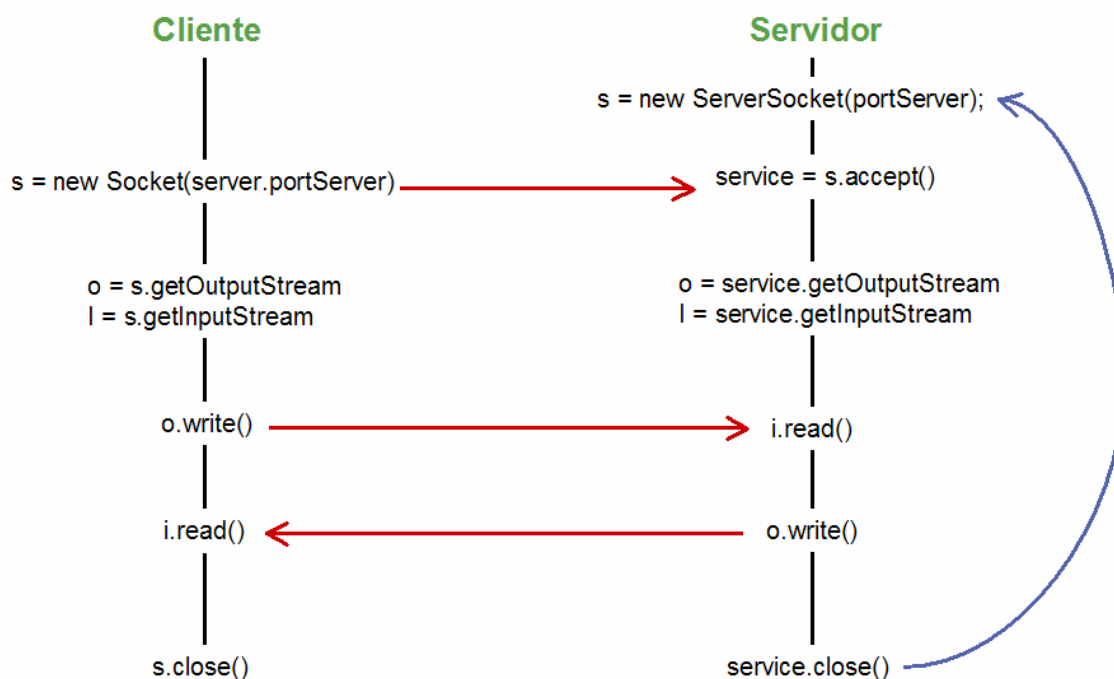 Cliente
Servidor
s = new ServerSocket(portServer);
s = new Socket(server.portServer)
service = s.accept()
o = s.getOutputStream
I = s.getInputStream
o = service.getOutputStream
I = service.getInputStream
o.write()
i.read()
i.read()
o.write()
s.close()
service.close()